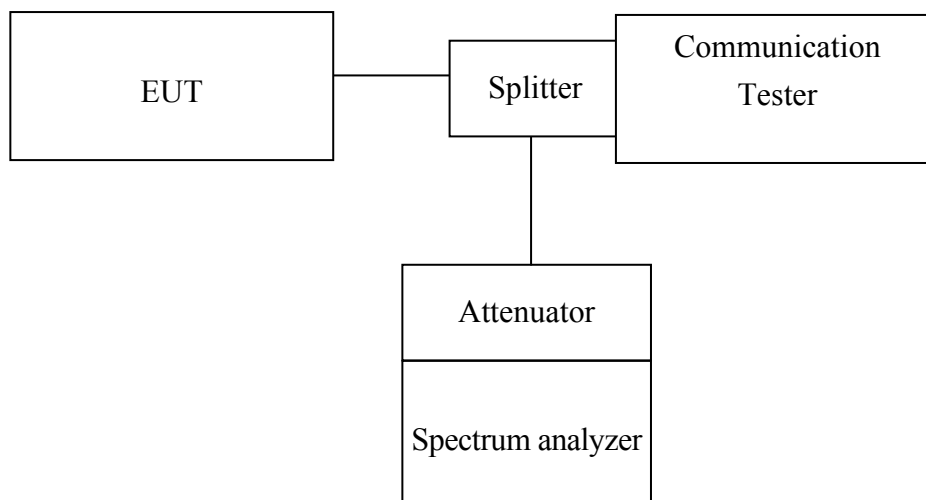 EUT
Splitter
Communication
Tester
Attenuator
Spectrum analyzer